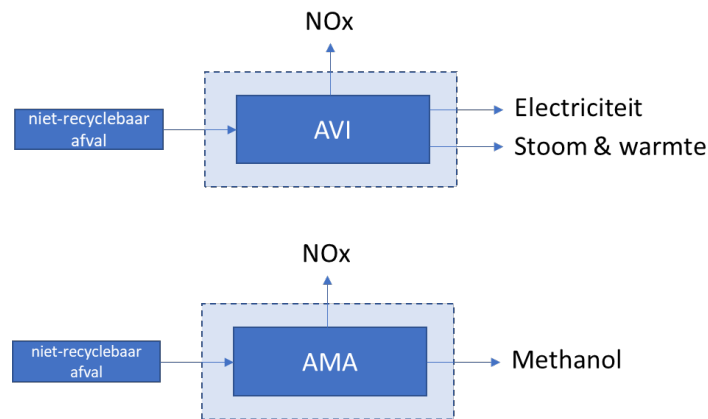 NOx
niet-recyclebaar
afval
AVI
Electriciteit
Stoom & warmte
NOx
niet-recyclebaar
afval
AMA
Methanol